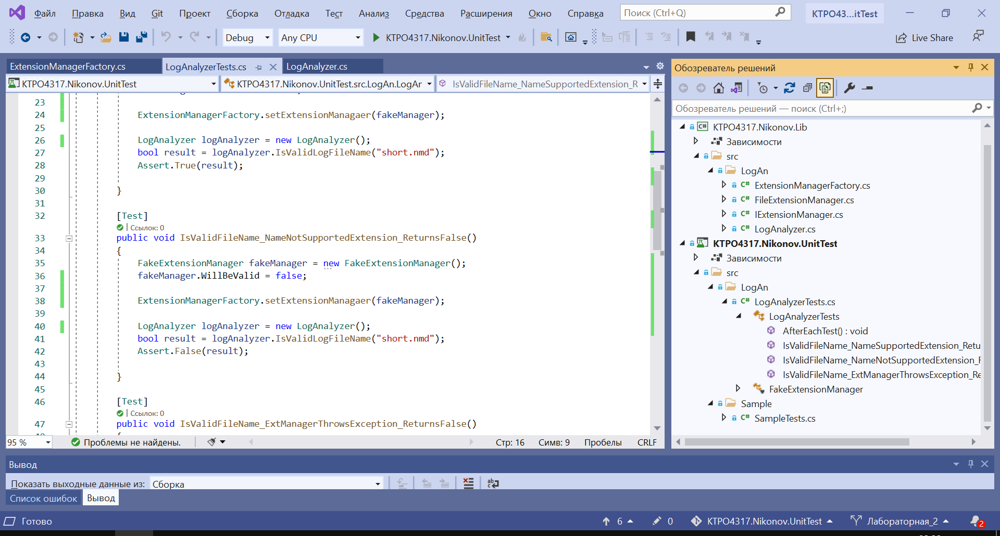 Файл Правка Вид Git Проект Сборка Отладка Тест Анализ Средства Расширения Окно Справка Поиск (Ctrl+Q) КТРО43...itTest
Debug Any CPU KTPO4317.Nikonov.UnitTest Live Share
ExtensionManagerFactory.cs LogAnalyzerTests.cs LogAnalyzer.cs
KTPO4317.Nikonov.UnitTest KTPO4317.Nikonov.UnitTest.src.LogAn.LogAr IsValidFileName_NameSupportedExtension_R
23
24 ExtensionManagerFactory.setExtensionManagaer(fakeManager);
25
26 LogAnalyzer logAnalyzer = new LogAnalyzer();
27 bool result = logAnalyzer.IsValidLogFileName("short.nmd");
28 Assert.True(result);
29
30 }
31
32 [Test]
Ссылок: 0
33 public void IsValidFileName_NameNotSupportedExtension_ReturnsFalse()
34 {
35 FakeExtensionManager fakeManager = new FakeExtensionManager();
36 fakeManager.WillBeValid = false;
37
38 ExtensionManagerFactory.setExtensionManagaer(fakeManager);
39
40 LogAnalyzer logAnalyzer = new LogAnalyzer();
41 bool result = logAnalyzer.IsValidLogFileName("short.nmd");
42 Assert.False(result);
43
44 }
45
46 [Test]
Ссылок: 0
47 public void IsValidFileName_ExtManagerThrowsException_ReturnsFalse()
95 % Проблемы не найдены. Стр: 16 Симв: 9 Пробелы CRLF
Обозреватель решений
Обозреватель решений — поиск (Ctrl+;)
C# KTPO4317.Nikonov.Lib
Зависимости
src
LogAn
C# ExtensionManagerFactory.cs
C# FileExtensionManager.cs
C# IExtensionManager.cs
C# LogAnalyzer.cs
KTPO4317.Nikonov.UnitTest
Зависимости
src
LogAn
C# LogAnalyzerTests.cs
LogAnalyzerTests
AfterEachTest() : void
IsValidFileName_NameSupportedExtension_Retu
IsValidFileName_NameNotSupportedExtension_F
IsValidFileName_ExtManagerThrowsException_Re
FakeExtensionManager
Sample
C# SampleTests.cs
Вывод
Показать выходные данные из: Сборка
Список ошибок Вывод
Готово 6 0 KTPO4317.Nikonov.UnitTest Лабораторная_2 2